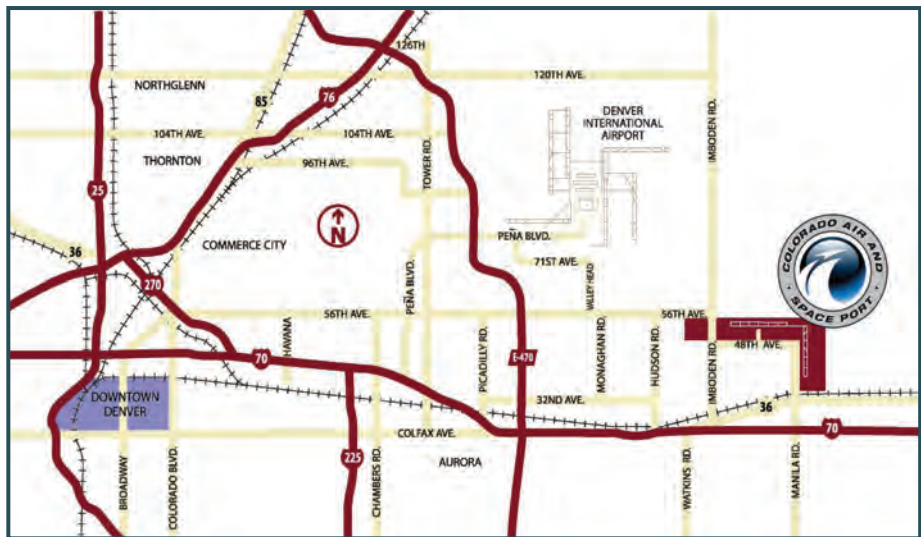 126TH
120TH AVE.
NORTHGLENN
85
76
DENVER
INTERNATIONAL
AIRPORT
IMBODEN RD.
104TH AVE.
104TH AVE.
THORNTON
96TH AVE.
TOWER RD.
25
N
PEÑA BLVD.
COMMERCE CITY
36
71ST AVE.
COLORADO AIR AND
SPACE PORT
270
PEÑA BLVD.
VALLEY HEAD
56TH AVE.
56TH AVE.
HAVANA
PICADILLY RD.
E-470
MONAGHAN RD.
HUDSON RD.
IMBODEN RD.
48TH AVE.
70
DOWNTOWN
DENVER
32ND AVE.
36
COLFAX AVE.
70
225
AURORA
BROADWAY
COLORADO BLVD.
CHAMBERS RD.
WATKINS RD.
MANILA RD.